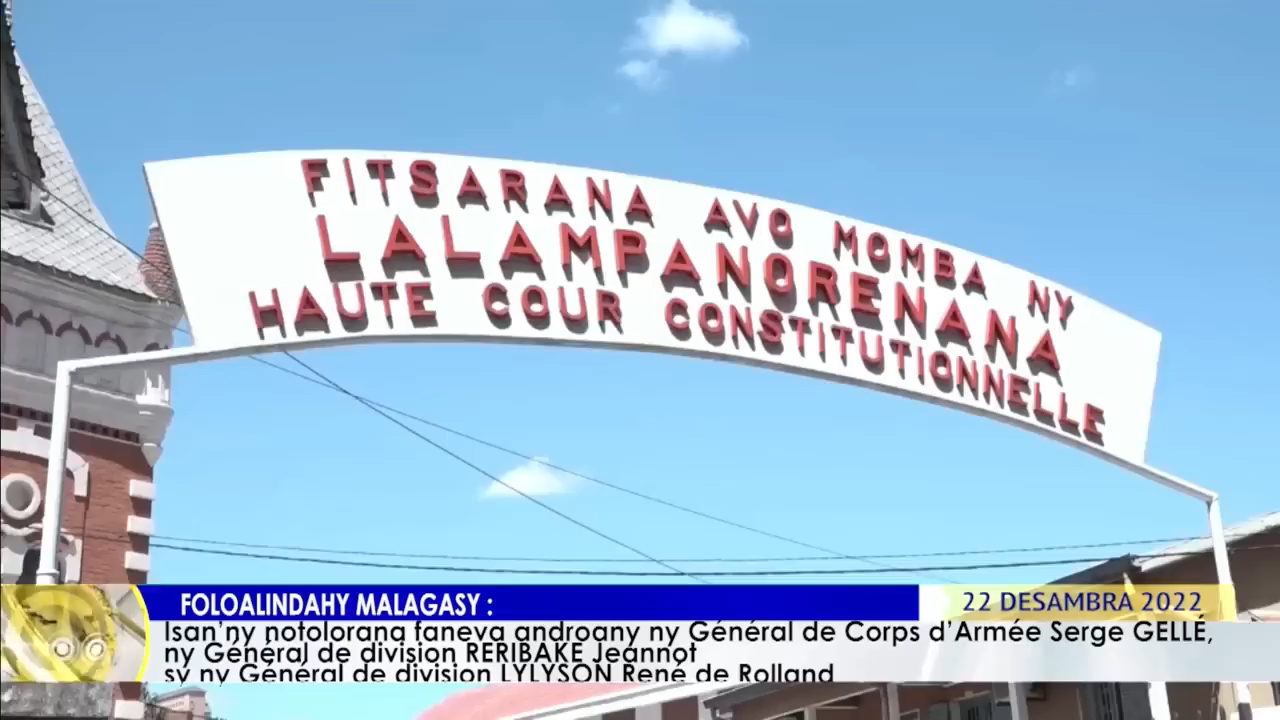 FITSARANA AVO MOMBA NY
LALAMPANORENANA
HAUTE COUR CONSTITUTIONNELLE
FOLOALINDAHY MALAGASY :
22 DESAMBRA 2022
Isan'ny notolorana faneva androany ny Général de Corps d'Armée Serge GELLÉ,
ny Général de division RERIBAKE Jeannot
sy ny Général de division LYLYSON René de Rolland